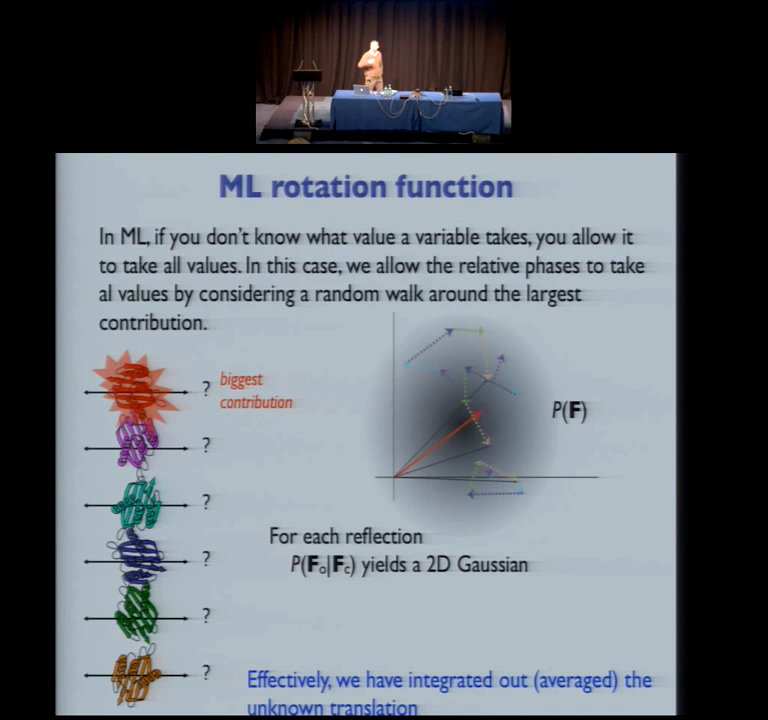 ML rotation function
In ML, if you don't know what value a variable takes, you allow it
to take all values. In this case, we allow the relative phases to take
al values by considering a random walk around the largest
contribution.
? biggest
contribution
P(F)
?
?
For each reflection
P(Fo|Fc) yields a 2D Gaussian
?
?
?
Effectively, we have integrated out (averaged) the
unknown translation